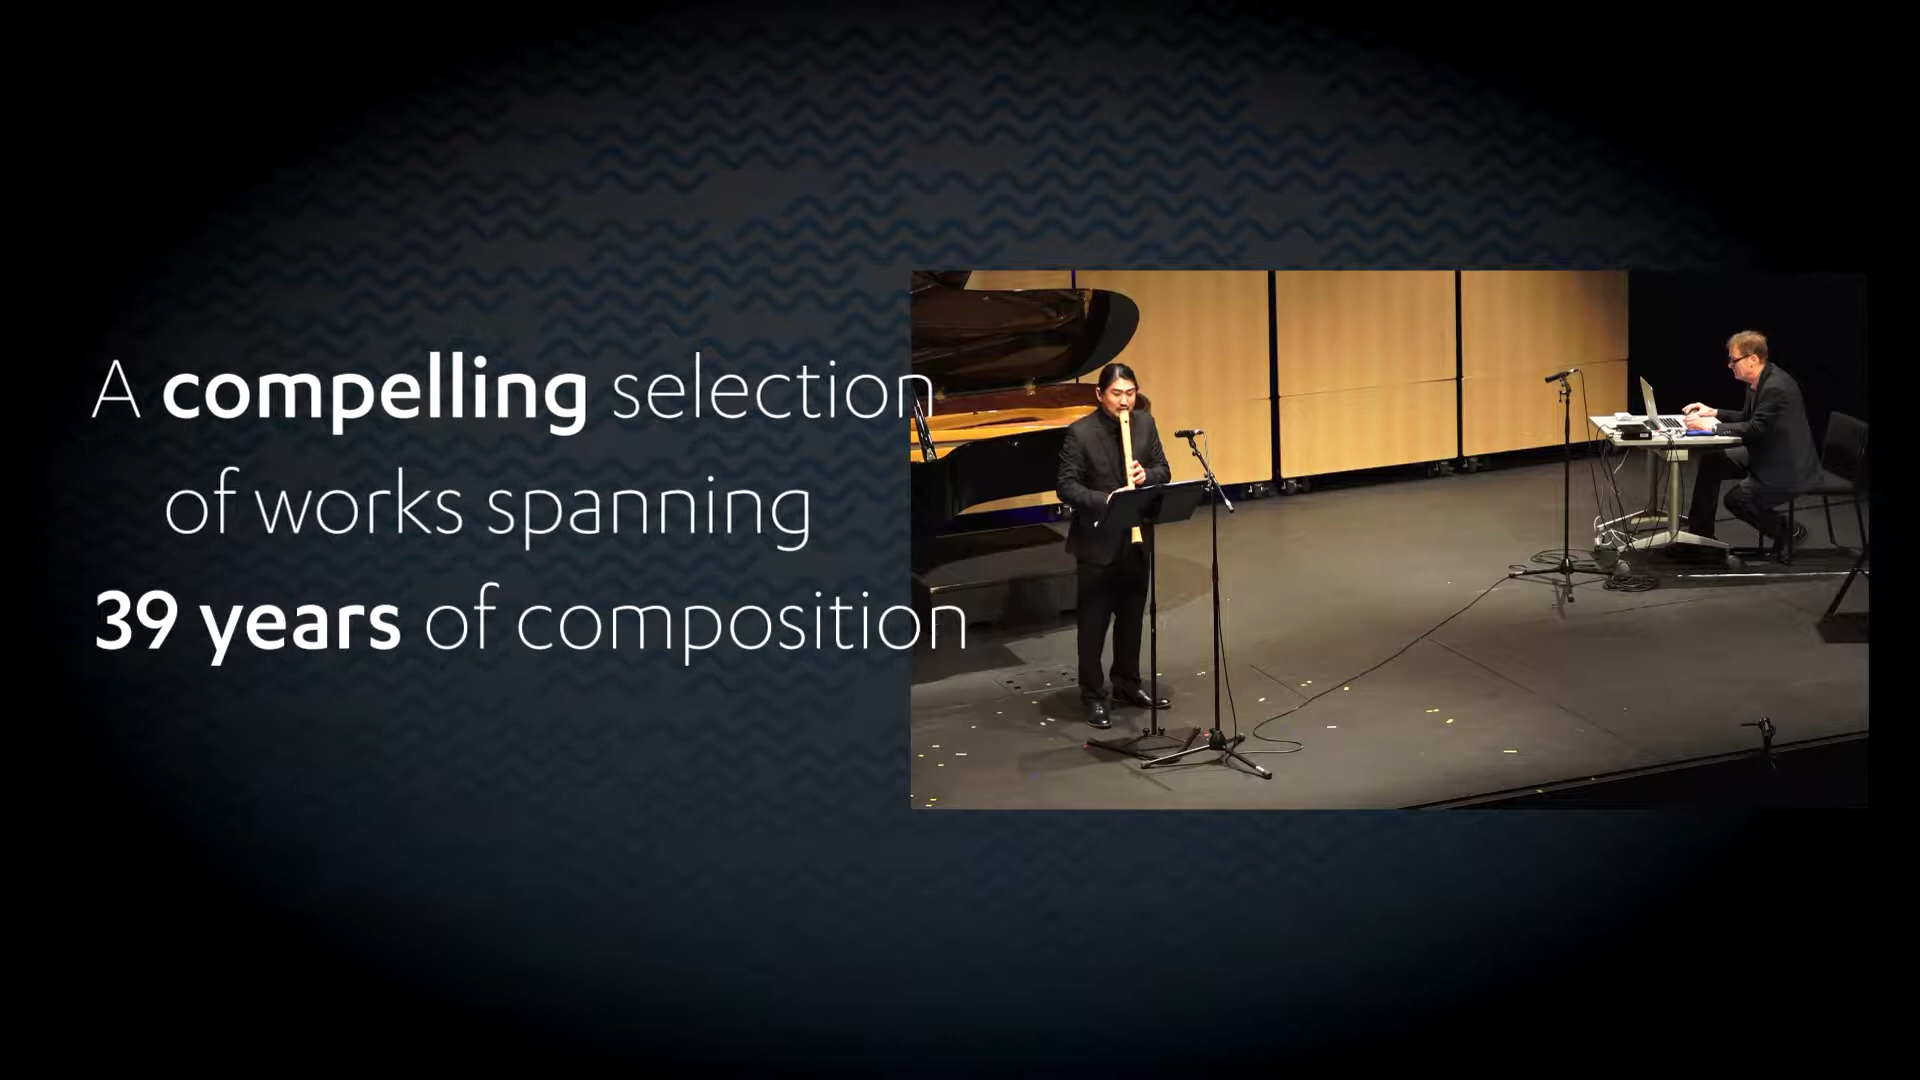 A compelling selection
of works spanning
39 years of composition